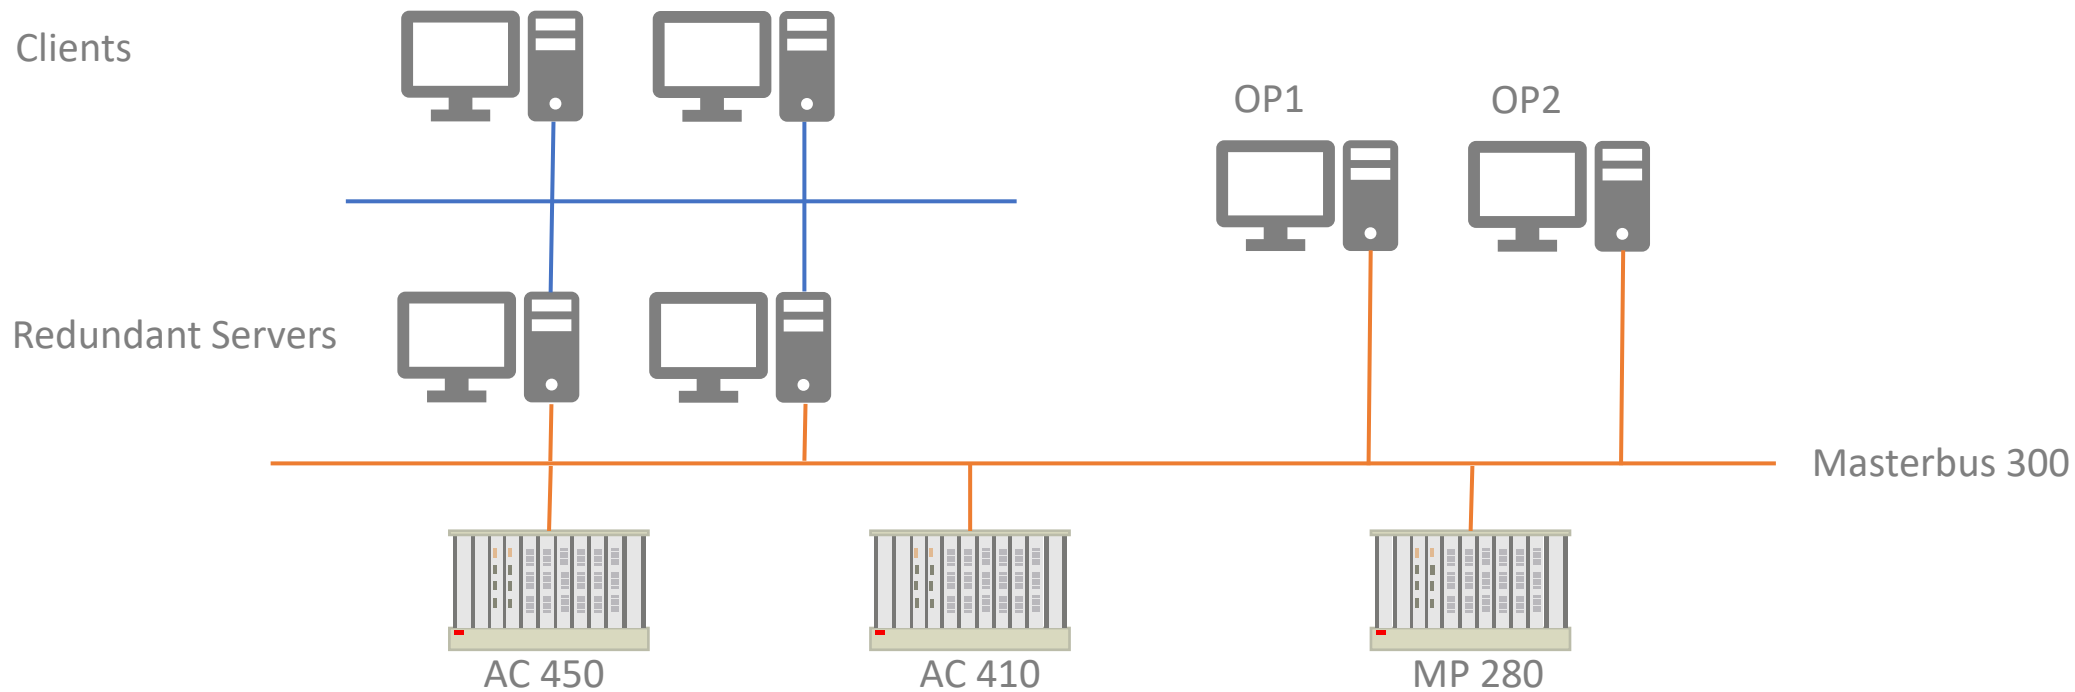 Clients
OP1
OP2
Redundant Servers
Masterbus 300
AC 450
AC 410
MP 280